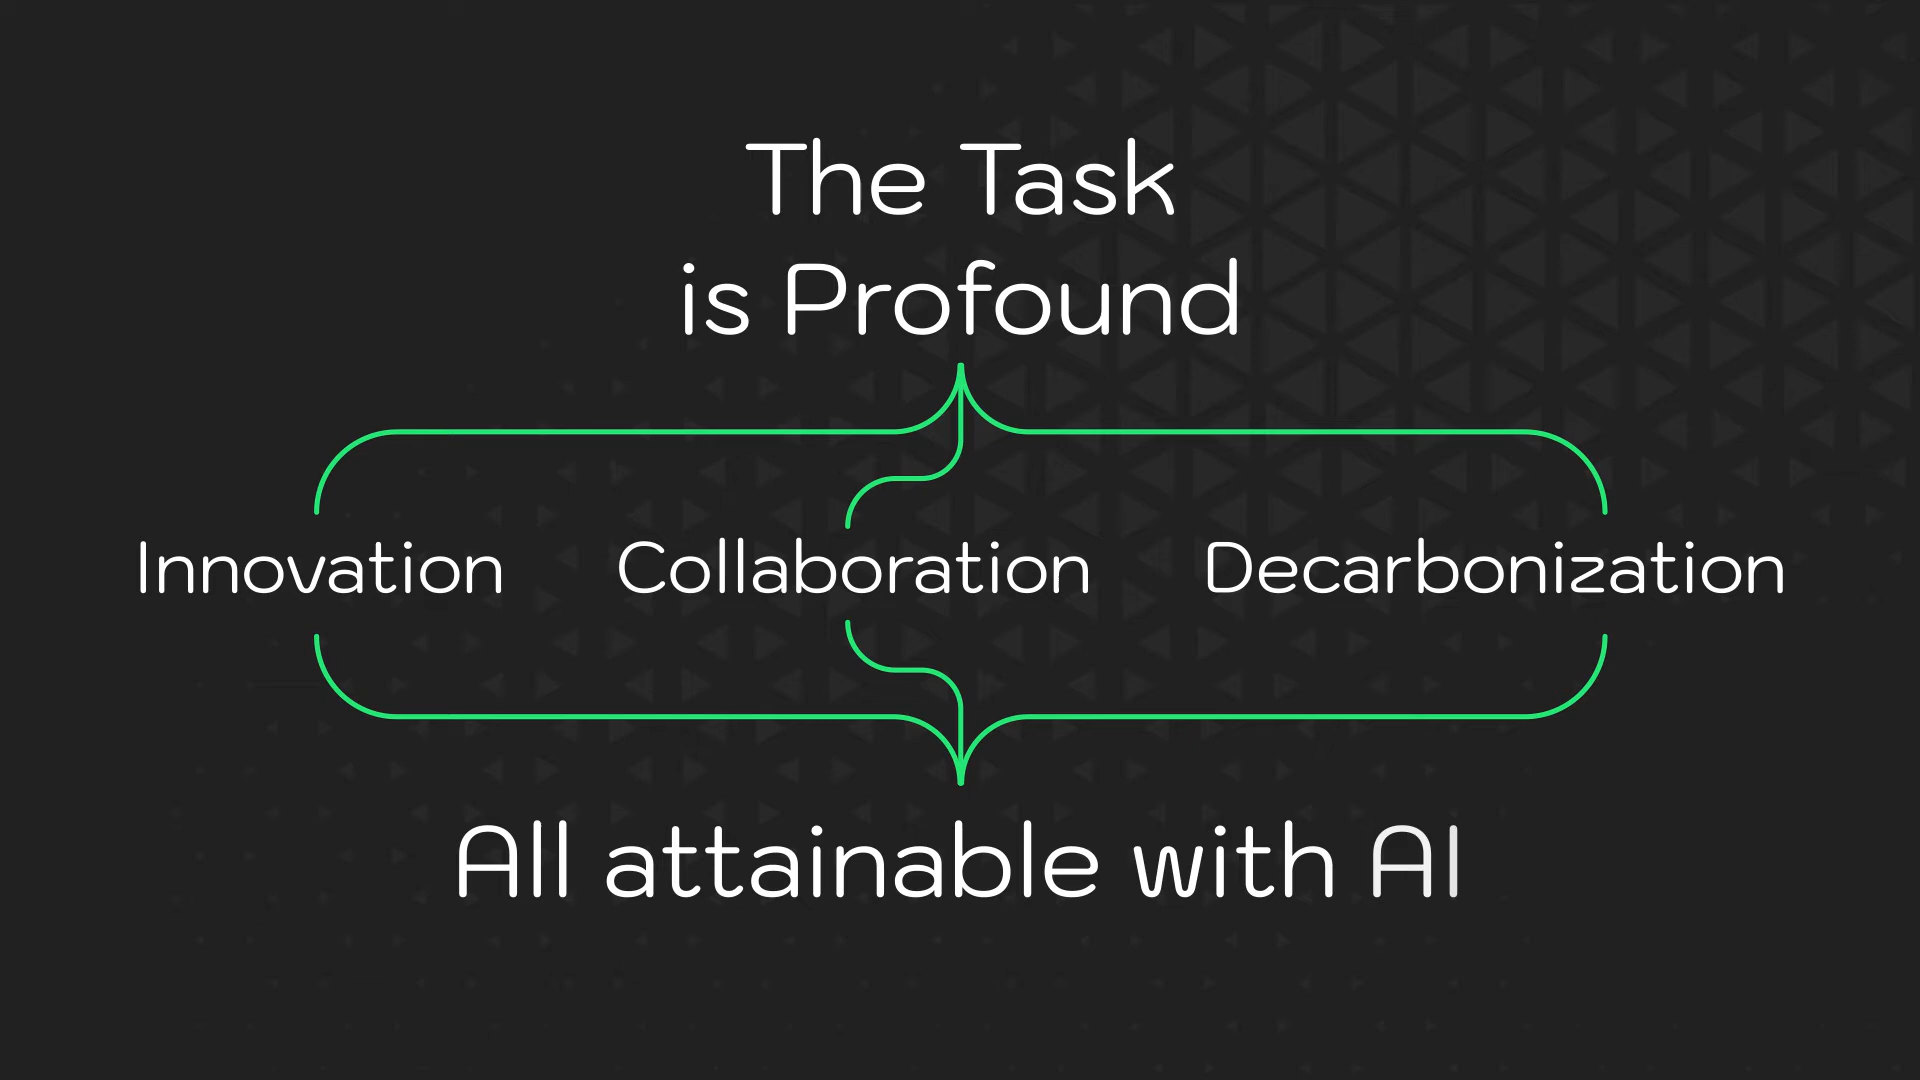 The Task
is Profound
Innovation
Collaboration
Decarbonization
All attainable with AI